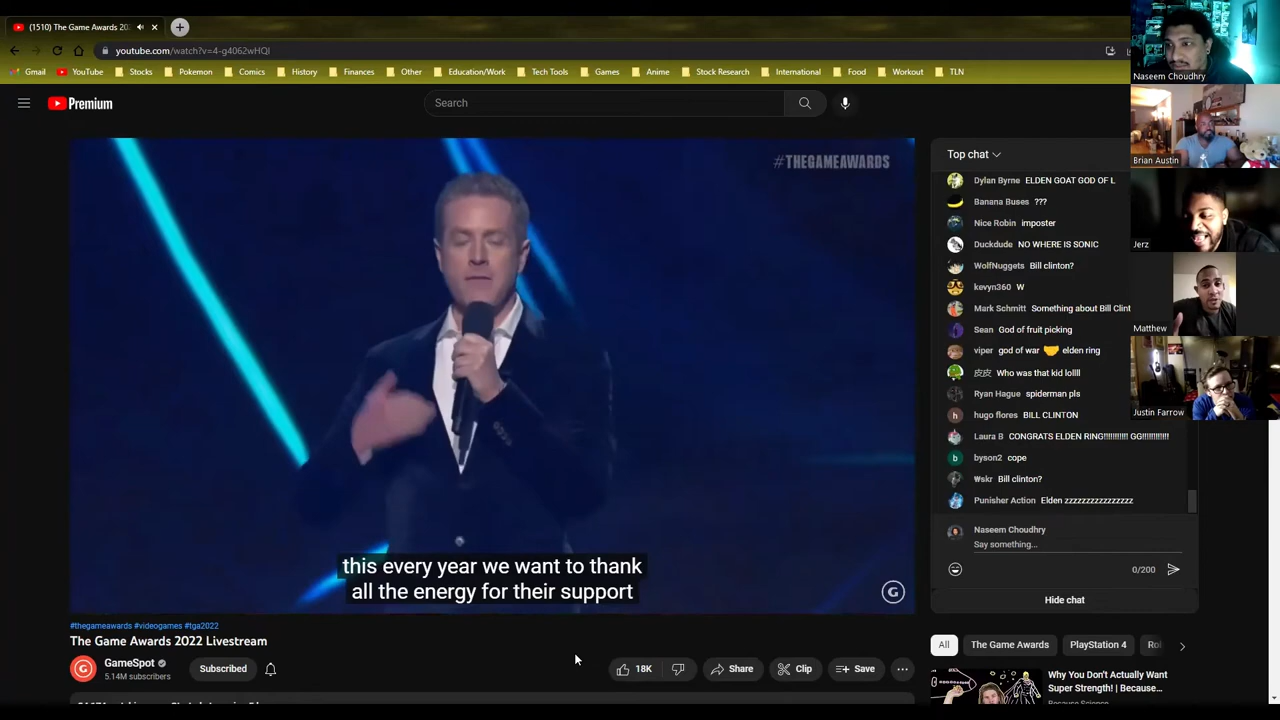 (1510) The Game Awards 20
youtube.com/watch?v=4-g4062wHQI
Gmail YouTube Stocks Pokemon Comics History Finances Other Education/Work Tech Tools Games Anime Stock Research International Food Workout TLN
Premium
Search
#THEGAMEAWARDS
this every year we want to thank
all the energy for their support
G
#thegameawards #videogames #tga2022
The Game Awards 2022 Livestream
GameSpot
5.14M subscribers
Subscribed
18K
Share
Clip
Save
Top chat
Dylan Byrne ELDEN GOAT GOD OF L
Banana Buses ???
Nice Robin imposter
Duckdude NO WHERE IS SONIC
WolfNuggets Bill clinton?
kevyn360 W
Mark Schmitt Something about Bill Clint
Sean God of fruit picking
viper god of war 🤝 elden ring
皮皮 Who was that kid lollll
Ryan Hague spiderman pls
hugo flores BILL CLINTON
Laura B CONGRATS ELDEN RING!!!!!!!!!!! GG!!!!!!!!!!!!
byson2 cope
₩skr Bill clinton?
Punisher Action Elden zzzzzzzzzzzzzzzz
Naseem Choudhry
Say something...
0/200
Hide chat
All The Game Awards PlayStation 4
Why You Don't Actually Want
Super Strength! | Because...
Because Science
Naseem Choudhry
Brian Austin
Jerz
Matthew
Justin Farrow